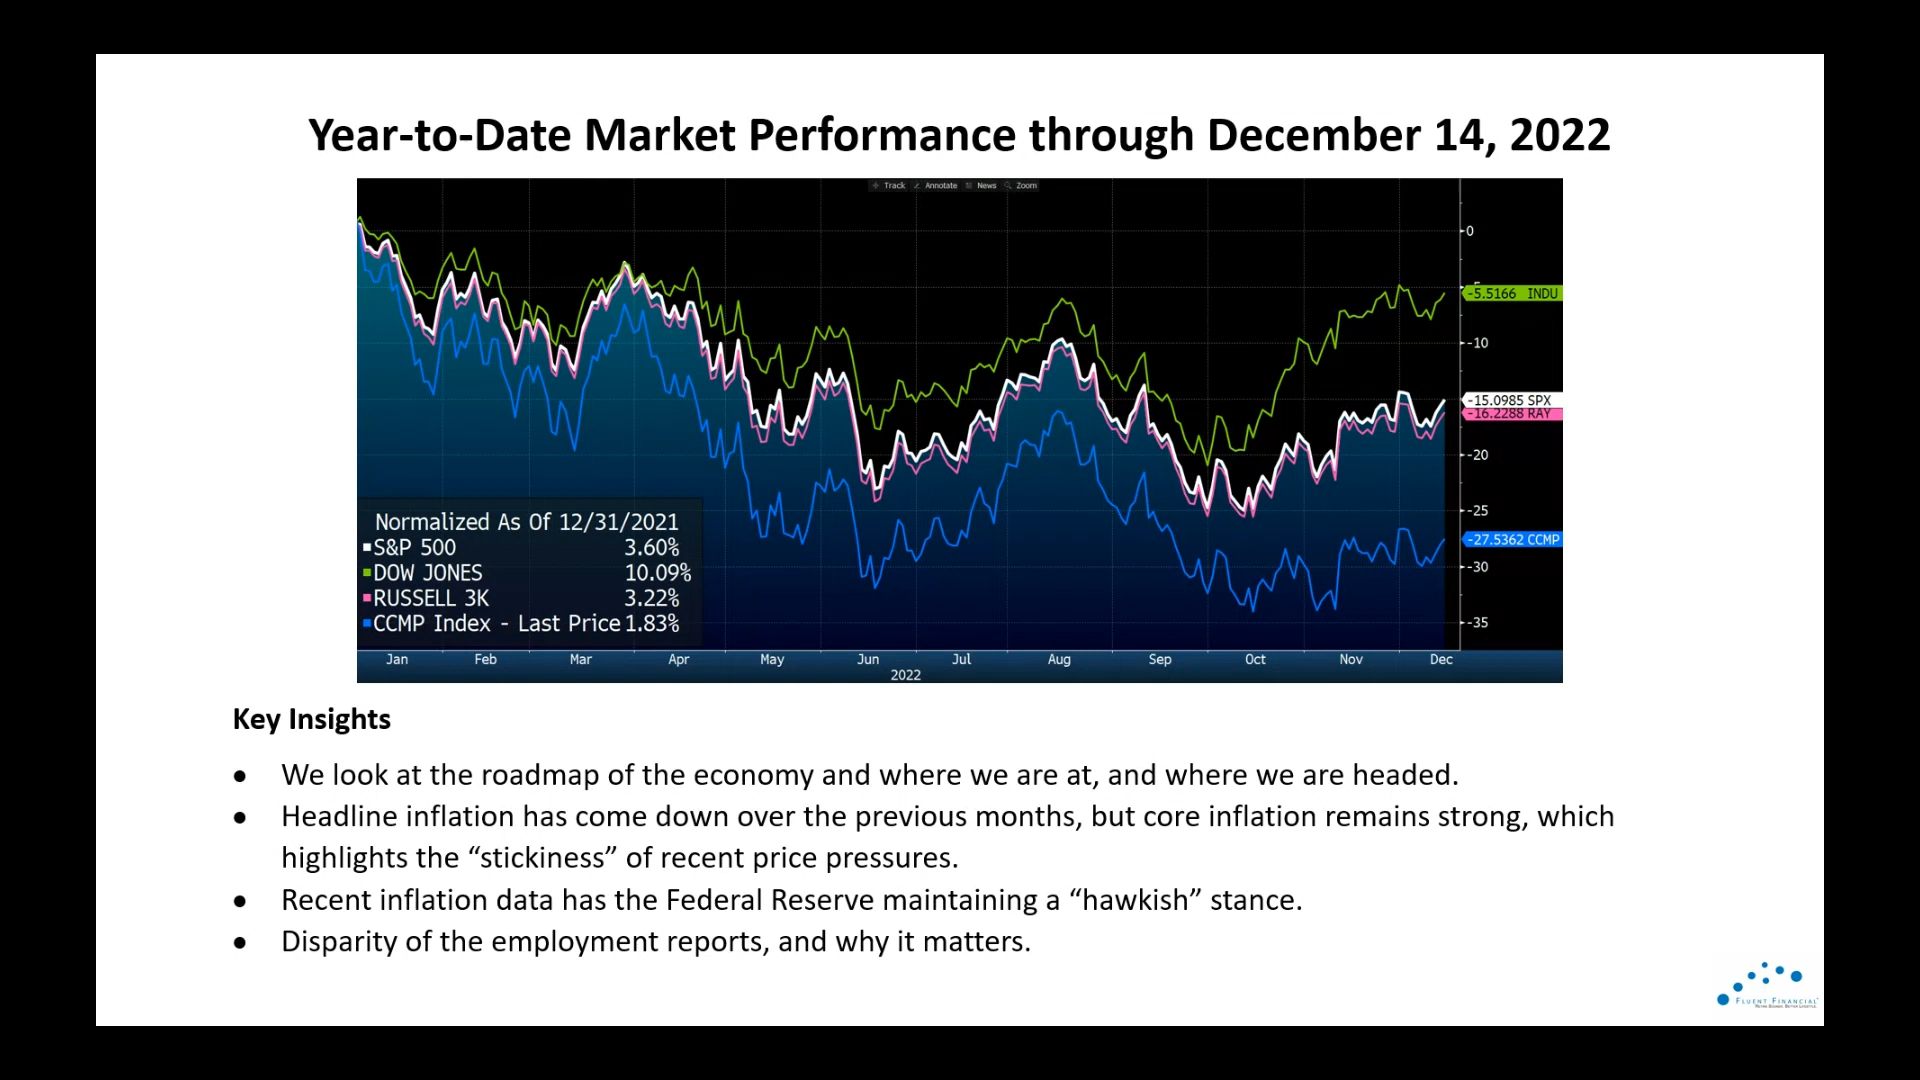 Year-to-Date Market Performance through December 14, 2022
Track Annotate News Zoom
0
-5.5166 INDU
-10
-15.0985 SPX
-16.2288 RAY
-20
-25
-27.5362 CCMP
-30
-35
Normalized As Of 12/31/2021
S&P 500 3.60%
DOW JONES 10.09%
RUSSELL 3K 3.22%
CCMP Index - Last Price 1.83%
Jan Feb Mar Apr May Jun Jul Aug Sep Oct Nov Dec
2022
Key Insights
• We look at the roadmap of the economy and where we are at, and where we are headed.
• Headline inflation has come down over the previous months, but core inflation remains strong, which
highlights the “stickiness” of recent price pressures.
• Recent inflation data has the Federal Reserve maintaining a “hawkish” stance.
• Disparity of the employment reports, and why it matters.
FLUENT FINANCIAL